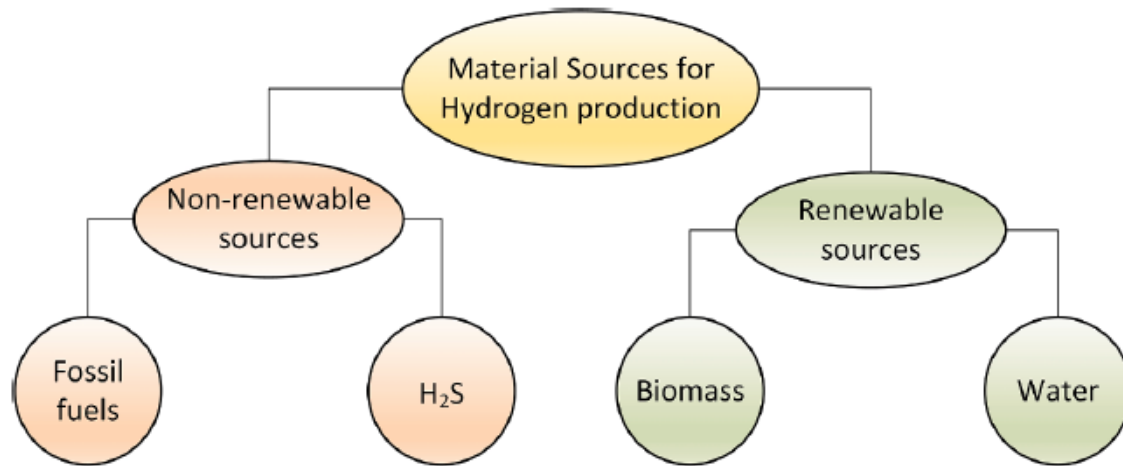 Material Sources for
Hydrogen production
Non-renewable
sources
Renewable
sources
Fossil
fuels
H₂S
Biomass
Water